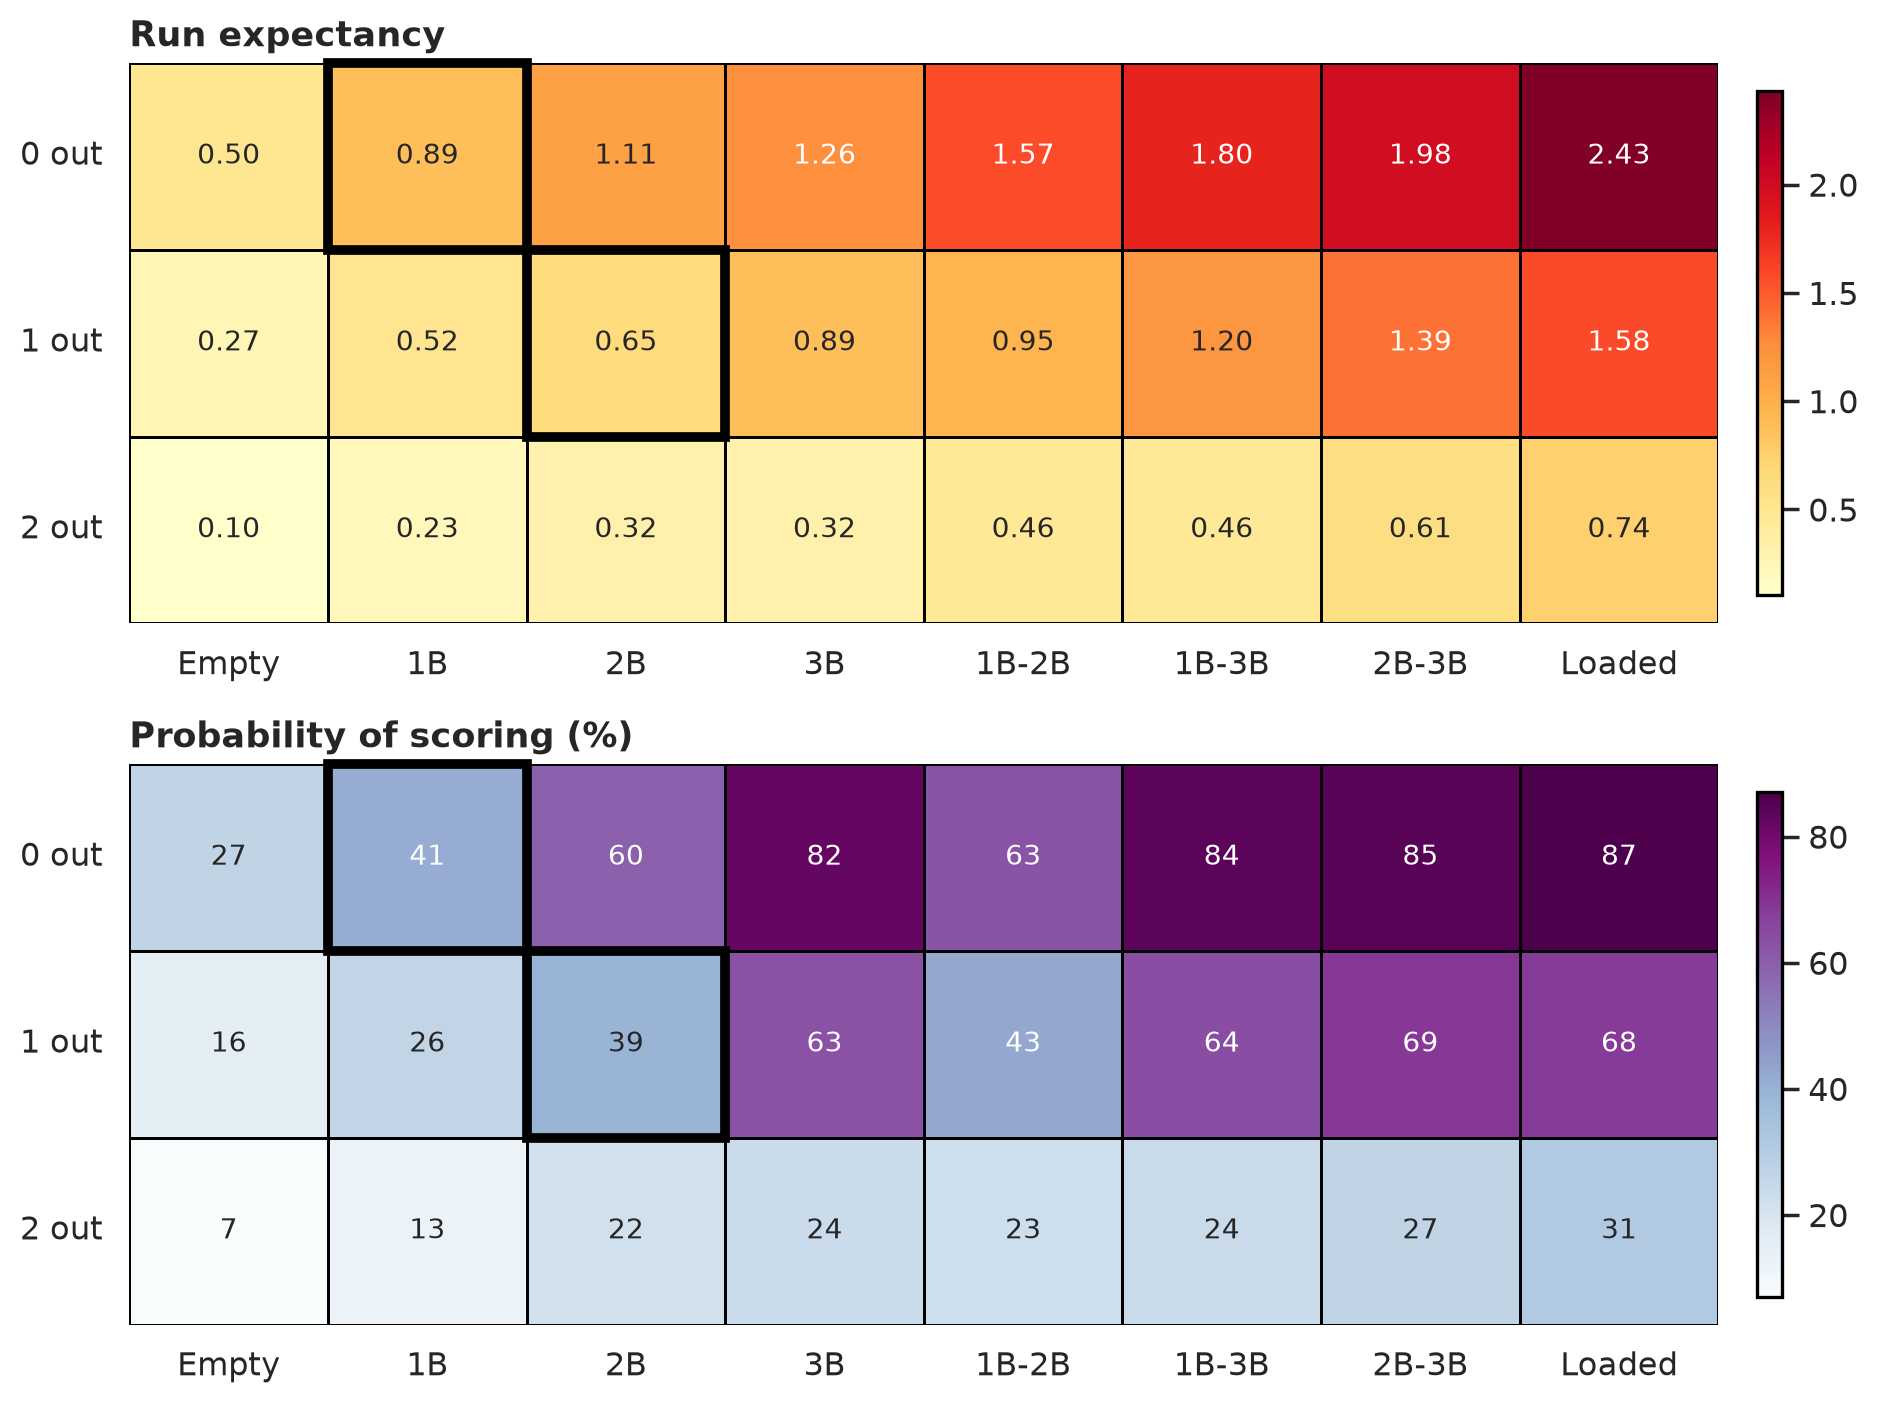 Run expectancy
0 out 0.50 0.89 1.11 1.26 1.57 1.80 1.98 2.43
1 out 0.27 0.52 0.65 0.89 0.95 1.20 1.39 1.58
2 out 0.10 0.23 0.32 0.32 0.46 0.46 0.61 0.74
Empty 1B 2B 3B 1B-2B 1B-3B 2B-3B Loaded
2.0
1.5
1.0
0.5
Probability of scoring (%)
0 out 27 41 60 82 63 84 85 87
1 out 16 26 39 63 43 64 69 68
2 out 7 13 22 24 23 24 27 31
Empty 1B 2B 3B 1B-2B 1B-3B 2B-3B Loaded
80
60
40
20